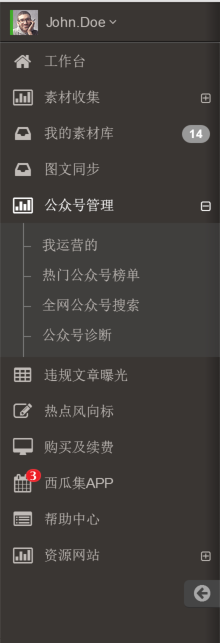 John.Doe
工作台
素材收集
我的素材库 14
图文同步
公众号管理
我运营的
热门公众号榜单
全网公众号搜索
公众号诊断
违规文章曝光
热点风向标
购买及续费
3
西瓜集APP
帮助中心
资源网站